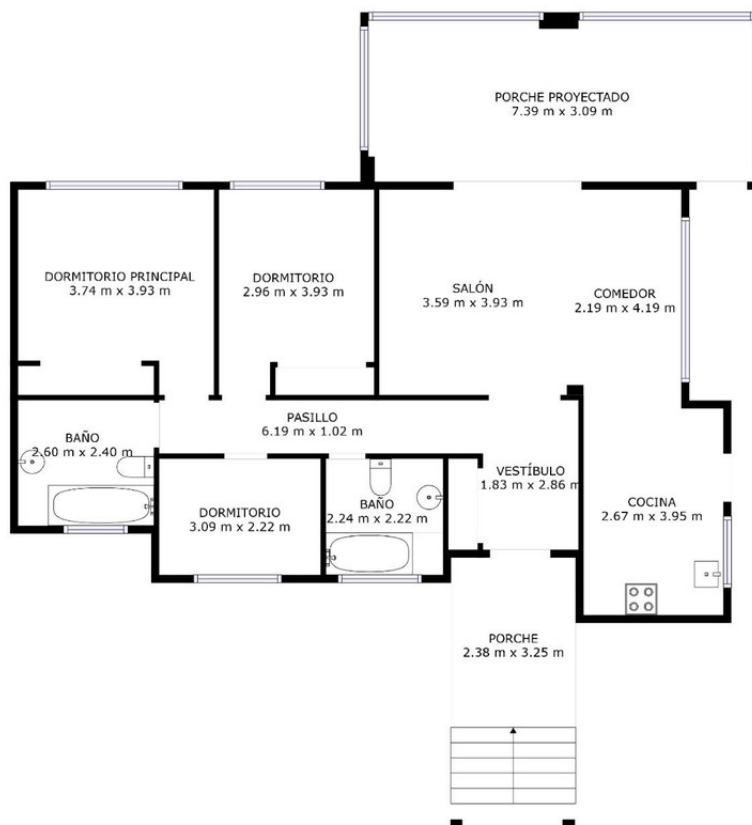 PORCHE PROYECTADO
7.39 m x 3.09 m
DORMITORIO PRINCIPAL
3.74 m x 3.93 m
DORMITORIO
2.96 m x 3.93 m
SALÓN
3.59 m x 3.93 m
COMEDOR
2.19 m x 4.19 m
PASILLO
6.19 m x 1.02 m
BAÑO
2.60 m x 2.40 m
VESTÍBULO
1.83 m x 2.86 m
DORMITORIO
3.09 m x 2.22 m
BAÑO
2.24 m x 2.22 m
COCINA
2.67 m x 3.95 m
PORCHE
2.38 m x 3.25 m